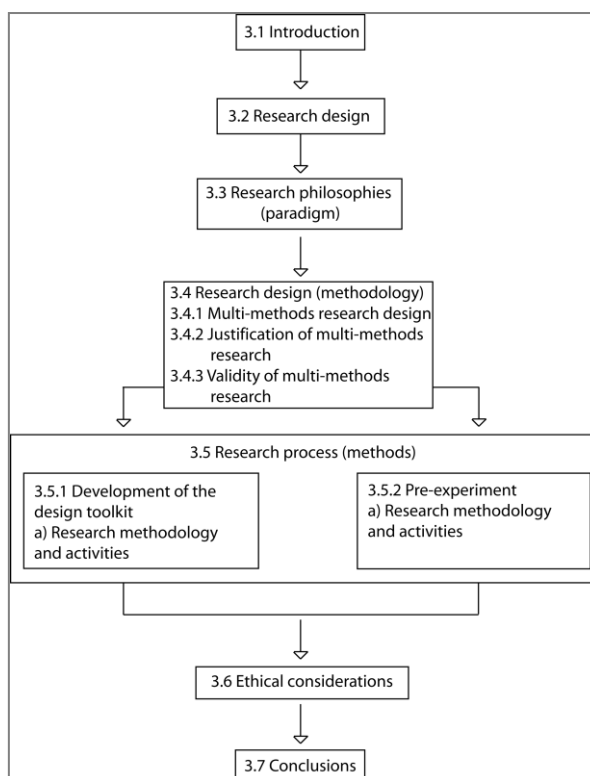 3.1 Introduction
3.2 Research design
3.3 Research philosophies
(paradigm)
3.4 Research design (methodology)
3.4.1 Multi-methods research design
3.4.2 Justification of multi-methods
research
3.4.3 Validity of multi-methods
research
3.5 Research process (methods)
3.5.1 Development of the
design toolkit
a) Research methodology
and activities
3.5.2 Pre-experiment
a) Research methodology
and activities
3.6 Ethical considerations
3.7 Conclusions